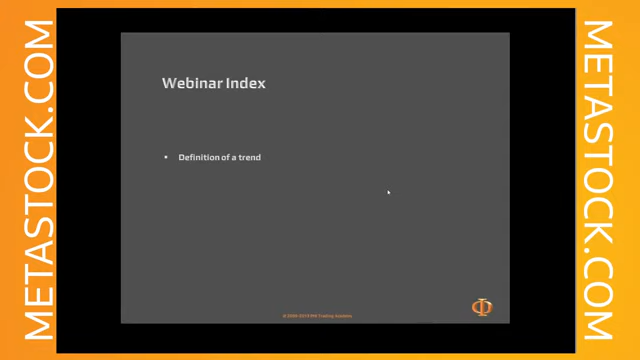 METASTOCK.COM
Webinar Index
Definition of a trend
METASTOCK.COM